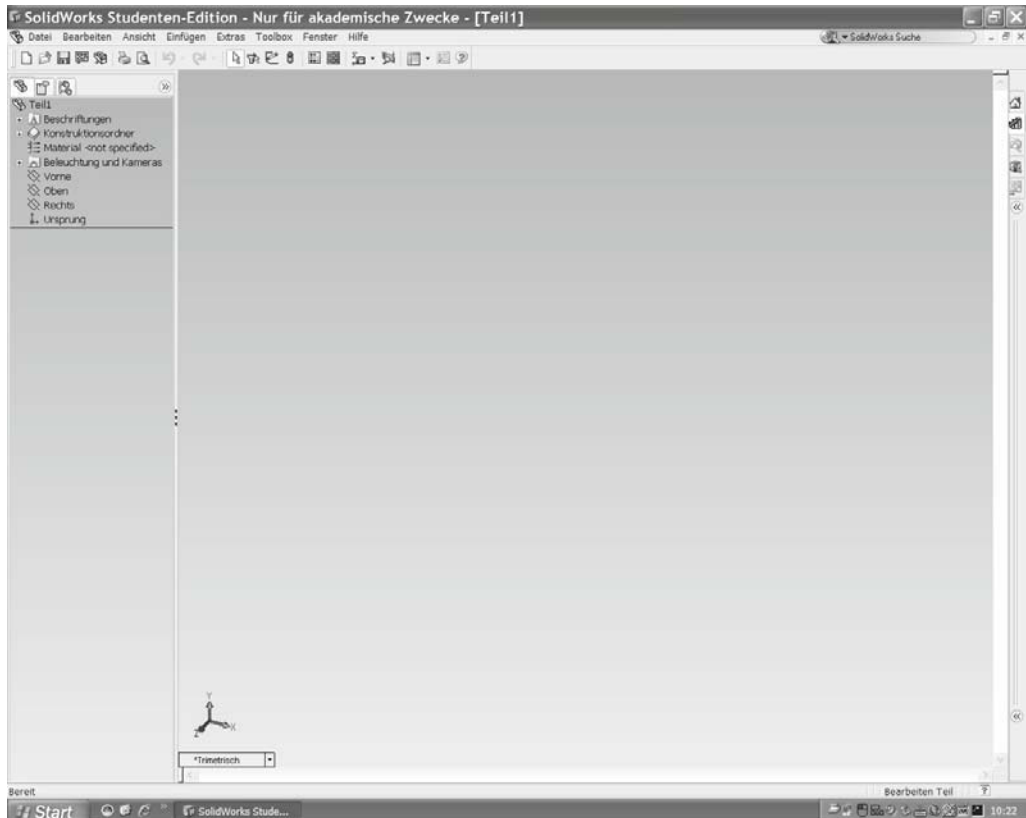 SolidWorks Studenten-Edition - Nur für akademische Zwecke - [Teil1]
Datei Bearbeiten Ansicht Einfügen Extras Toolbox Fenster Hilfe
SolidWorks Suche
Teil1
Beschriftungen
Konstruktionsordner
Material <not specified>
Beleuchtung und Kameras
Vorne
Oben
Rechts
Ursprung
Y
X
Z
*Trimetrisch
Bereit
Bearbeiten Teil
Start
SolidWorks Stude...
10:22